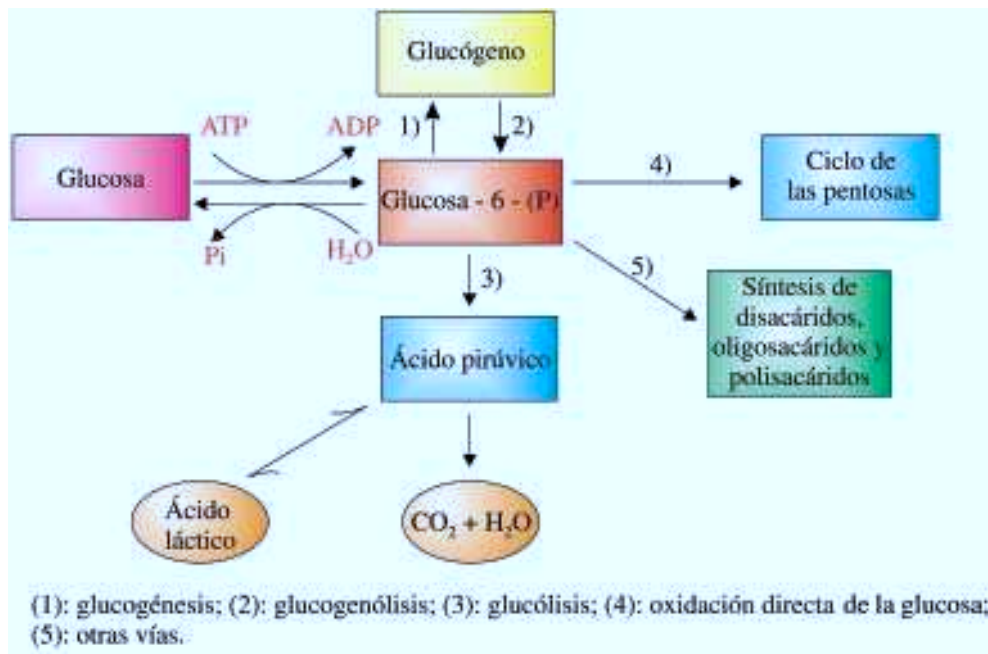 Glucógeno
ATP
ADP
1)
2)
Glucosa
Glucosa - 6 - (P)
4)
Ciclo de
las pentosas
Pi
H₂O
3)
5)
Síntesis de
disacáridos,
oligosacáridos y
polisacáridos
Ácido pirúvico
Ácido
láctico
CO₂ + H₂O
(1): glucogénesis; (2): glucogenólisis; (3): glucólisis; (4): oxidación directa de la glucosa;
(5): otras vías.